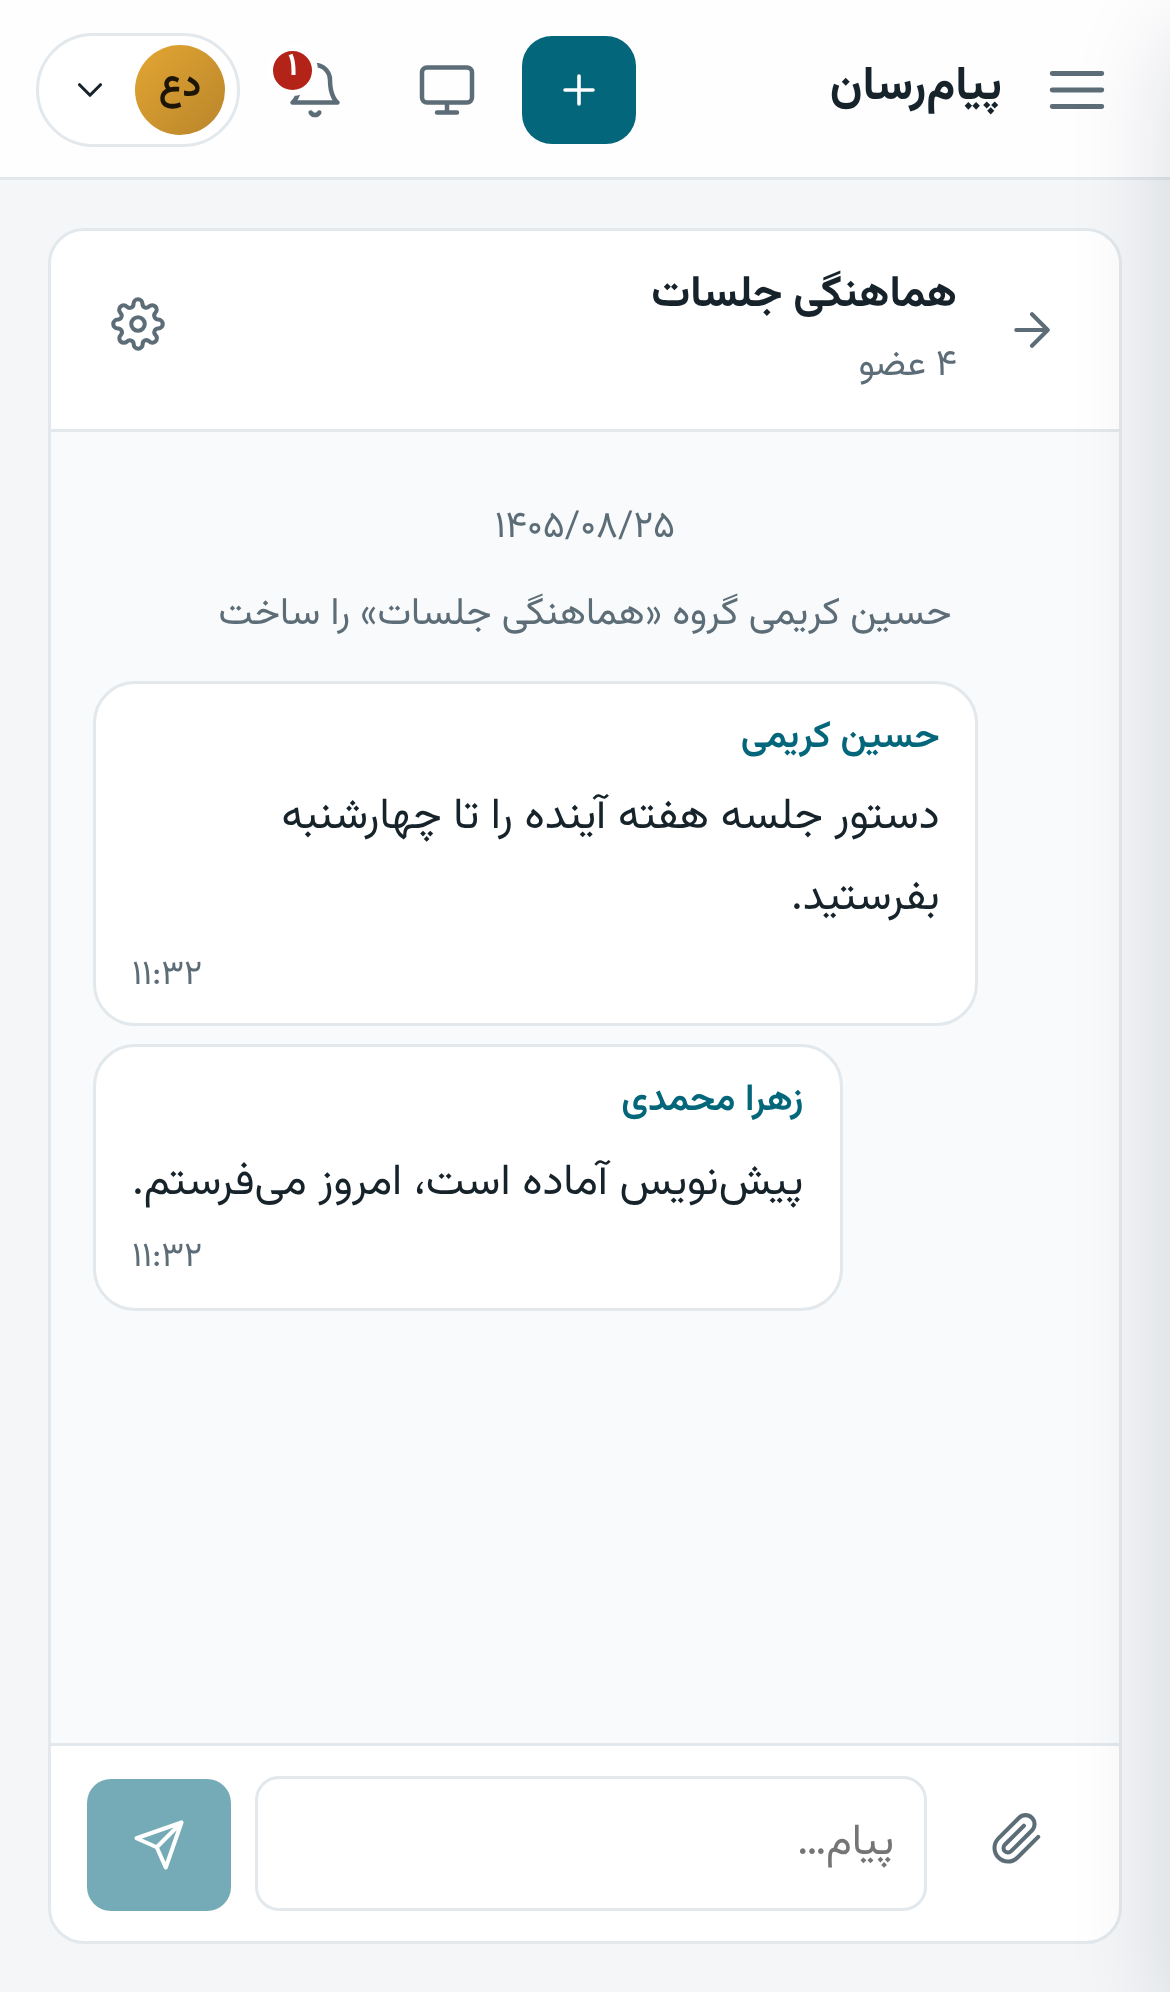 پیام‌رسان
۱
دع
هماهنگی جلسات
۴ عضو
۱۴۰۵/۰۸/۲۵
حسین کریمی گروه «هماهنگی جلسات» را ساخت
حسین کریمی
دستور جلسه هفته آینده را تا چهارشنبه
بفرستید.
۱۱:۳۲
زهرا محمدی
پیش‌نویس آماده است، امروز می‌فرستم.
۱۱:۳۲
پیام...